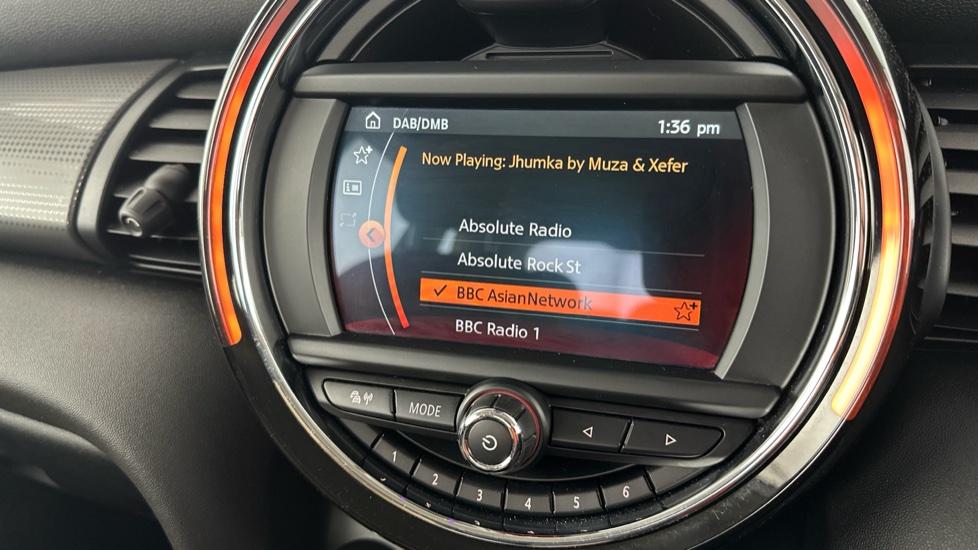 DAB/DMB 1:36 pm
Now Playing: Jhumka by Muza & Xefer
Absolute Radio
Absolute Rock St
BBC AsianNetwork
BBC Radio 1
MODE
1 2 3 4 5 6